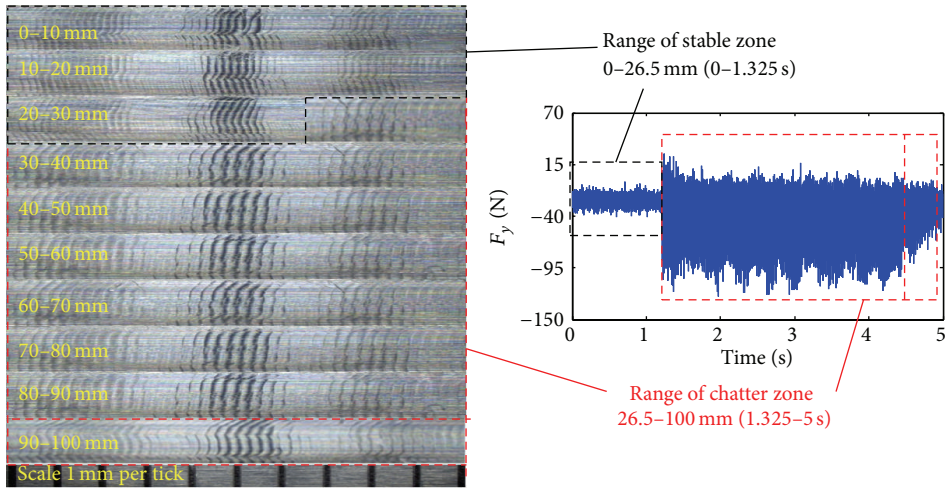 0–10 mm
10–20 mm
20–30 mm
30–40 mm
40–50 mm
50–60 mm
60–70 mm
70–80 mm
80–90 mm
90–100 mm
Scale 1 mm per tick
Range of stable zone
0–26.5 mm (0–1.325 s)
70
15
−40
−95
−150
F_y (N)
0
1
2
3
4
5
Time (s)
Range of chatter zone
26.5–100 mm (1.325–5 s)